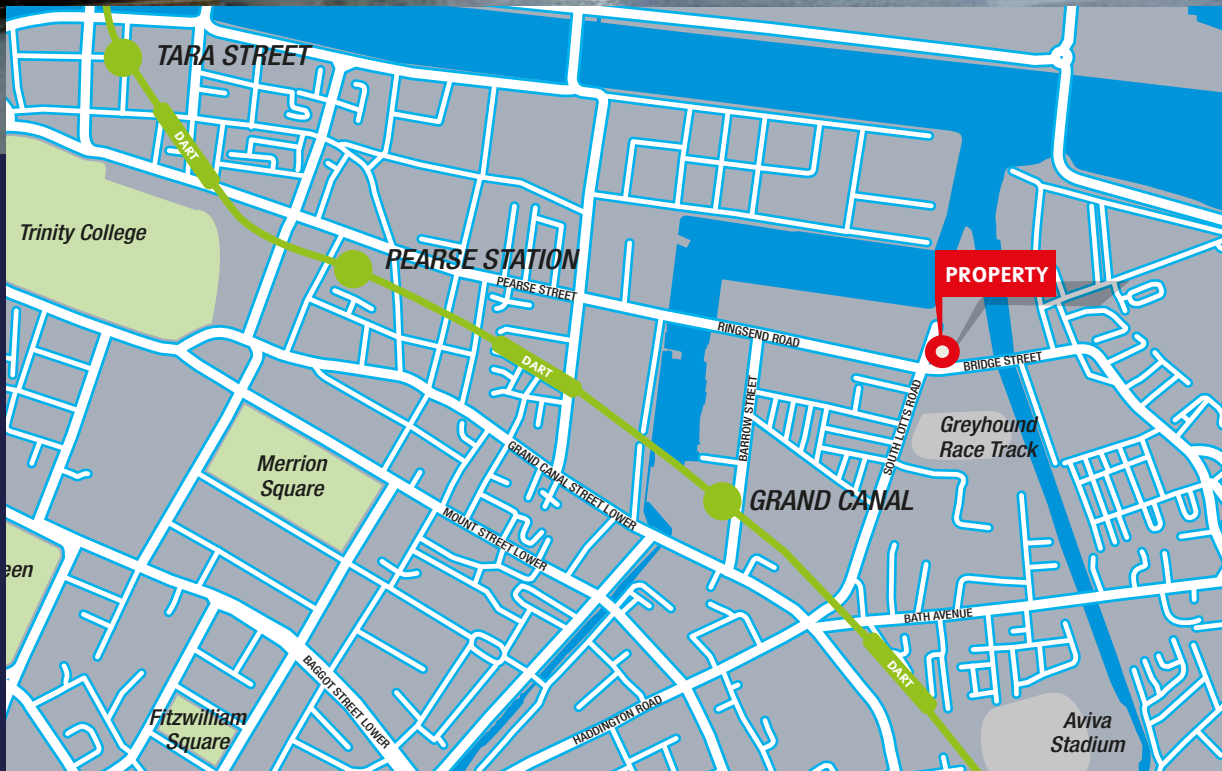 TARA STREET
DART
Trinity College
PEARSE STATION
PEARSE STREET
PROPERTY
RINGSEND ROAD
BRIDGE STREET
DART
BARROW STREET
SOUTH LOTTS ROAD
Greyhound
Race Track
Merrion
Square
GRAND CANAL STREET LOWER
GRAND CANAL
MOUNT STREET LOWER
een
BATH AVENUE
DART
BAGGOT STREET LOWER
HADDINGTON ROAD
Fitzwilliam
Square
Aviva
Stadium